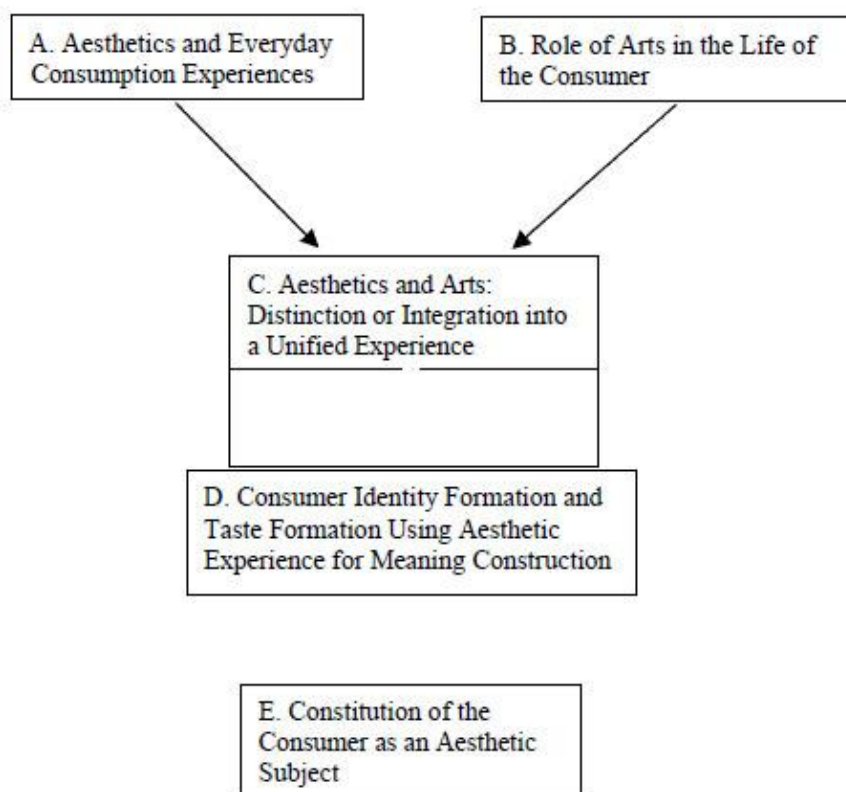 A. Aesthetics and Everyday
Consumption Experiences
B. Role of Arts in the Life of
the Consumer
C. Aesthetics and Arts:
Distinction or Integration into
a Unified Experience
D. Consumer Identity Formation and
Taste Formation Using Aesthetic
Experience for Meaning Construction
E. Constitution of the
Consumer as an Aesthetic
Subject